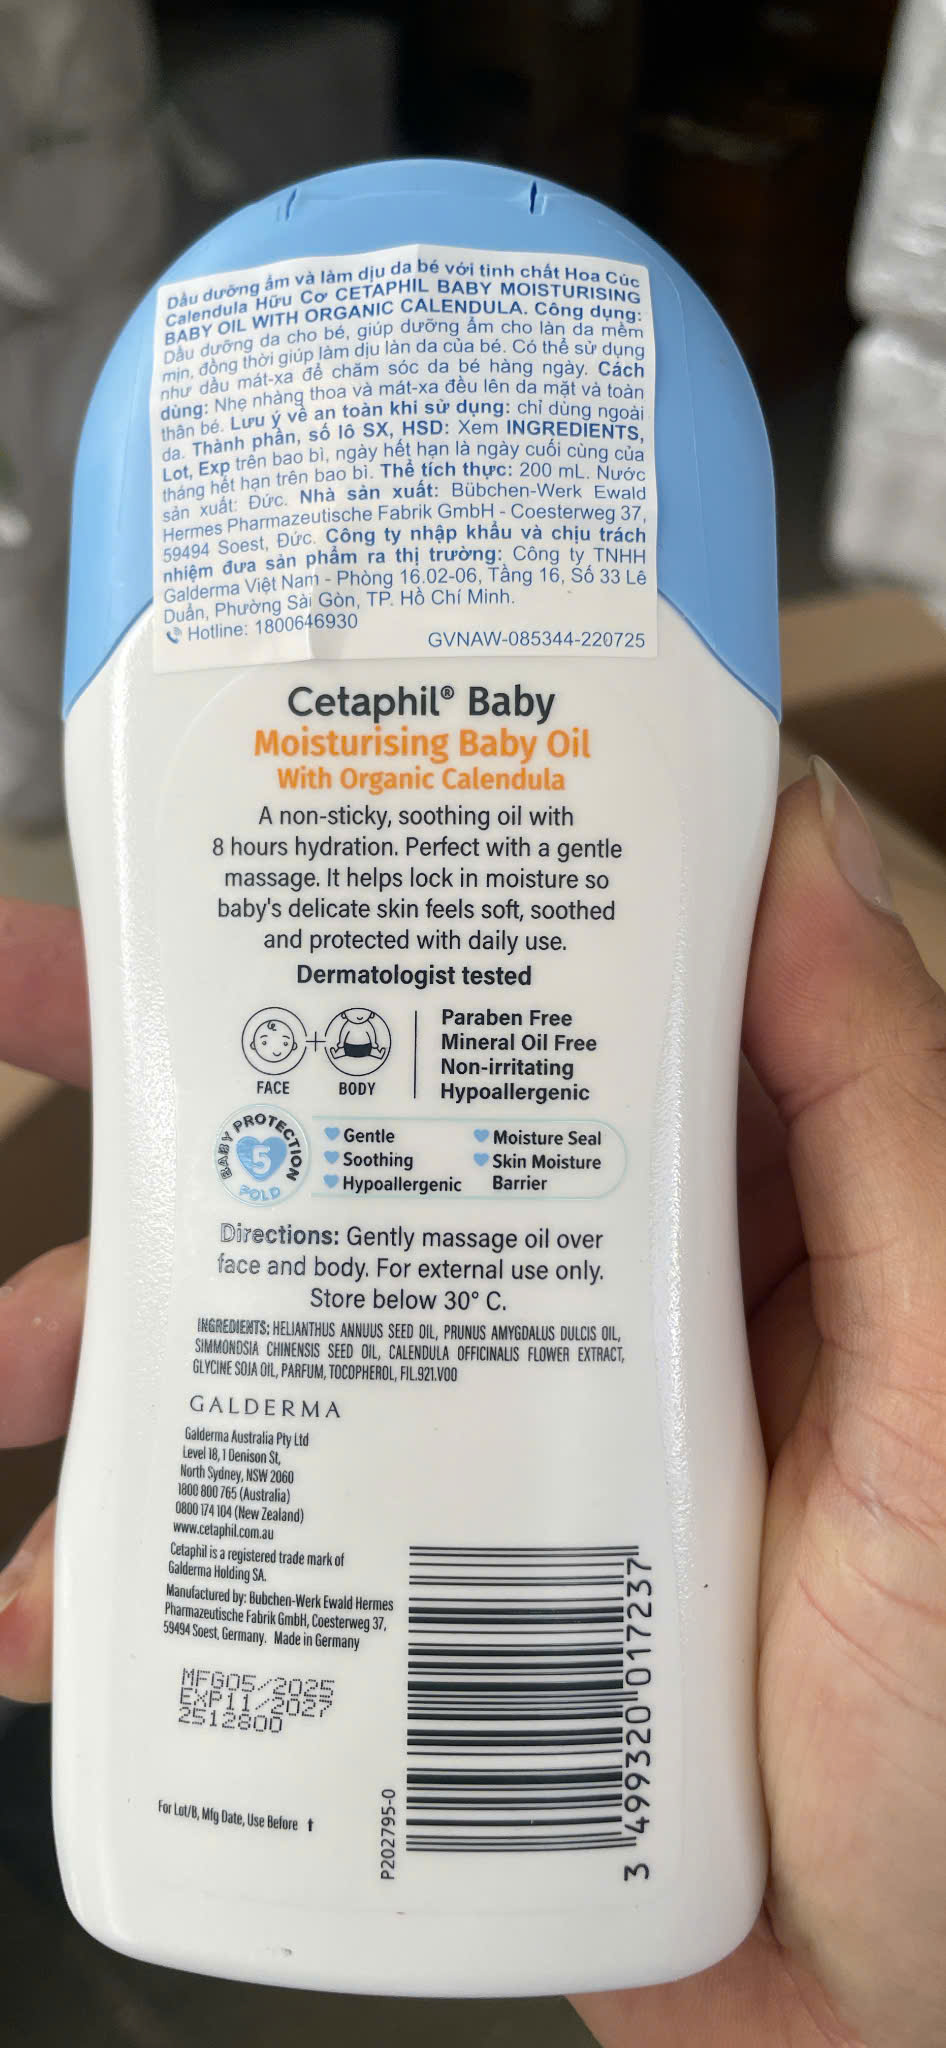 Dầu dưỡng ẩm và làm dịu da bé với tinh chất Hoa Cúc
Calendula Hữu Cơ CETAPHIL BABY MOISTURISING
BABY OIL WITH ORGANIC CALENDULA. Công dụng:
Dầu dưỡng da cho bé, giúp dưỡng ẩm cho làn da mềm
mịn, đồng thời giúp làm dịu làn da của bé. Có thể sử dụng
như dầu mát-xa để chăm sóc da bé hàng ngày. Cách
dùng: Nhẹ nhàng thoa và mát-xa đều lên da mặt và toàn
thân bé. Lưu ý về an toàn khi sử dụng: chỉ dùng ngoài
da. Thành phần, số lô SX, HSD: Xem INGREDIENTS,
Lot, Exp trên bao bì, ngày hết hạn là ngày cuối cùng của
tháng hết hạn trên bao bì. Thể tích thực: 200 mL. Nước
sản xuất: Đức. Nhà sản xuất: Bübchen-Werk Ewald
Hermes Pharmazeutische Fabrik GmbH - Coesterweg 37,
59494 Soest, Đức. Công ty nhập khẩu và chịu trách
nhiệm đưa sản phẩm ra thị trường: Công ty TNHH
Galderma Việt Nam - Phòng 16.02-06, Tầng 16, Số 33 Lê
Duẩn, Phường Sài Gòn, TP. Hồ Chí Minh.
Hotline: 1800646930
GVNAW-085344-220725
Cetaphil® Baby
Moisturising Baby Oil
With Organic Calendula
A non-sticky, soothing oil with
8 hours hydration. Perfect with a gentle
massage. It helps lock in moisture so
baby's delicate skin feels soft, soothed
and protected with daily use.
Dermatologist tested
FACE + BODY
Paraben Free
Mineral Oil Free
Non-irritating
Hypoallergenic
BABY PROTECTION
5
FOLD
Gentle
Soothing
Hypoallergenic
Moisture Seal
Skin Moisture
Barrier
Directions: Gently massage oil over
face and body. For external use only.
Store below 30° C.
INGREDIENTS: HELIANTHUS ANNUUS SEED OIL, PRUNUS AMYGDALUS DULCIS OIL,
SIMMONDSIA CHINENSIS SEED OIL, CALENDULA OFFICINALIS FLOWER EXTRACT,
GLYCINE SOJA OIL, PARFUM, TOCOPHEROL, FIL.921.V00
GALDERMA
Galderma Australia Pty Ltd
Level 18, 1 Denison St,
North Sydney, NSW 2060
1800 800 765 (Australia)
0800 174 104 (New Zealand)
www.cetaphil.com.au
Cetaphil is a registered trade mark of
Galderma Holding SA.
Manufactured by: Bubchen-Werk Ewald Hermes
Pharmazeutische Fabrik GmbH, Coesterweg 37,
59494 Soest, Germany. Made in Germany
MFG05/2025
EXP11/2027
2512800
For Lot/B, Mfg Date, Use Before ↑
P202795-0
3 499320 017237